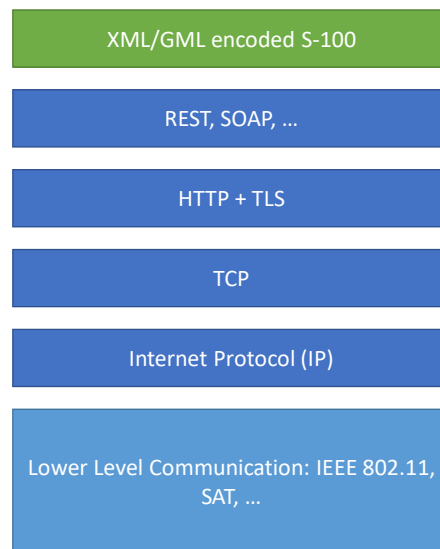 XML/GML encoded S-100
REST, SOAP, ...
HTTP + TLS
TCP
Internet Protocol (IP)
Lower Level Communication: IEEE 802.11,
SAT, ...